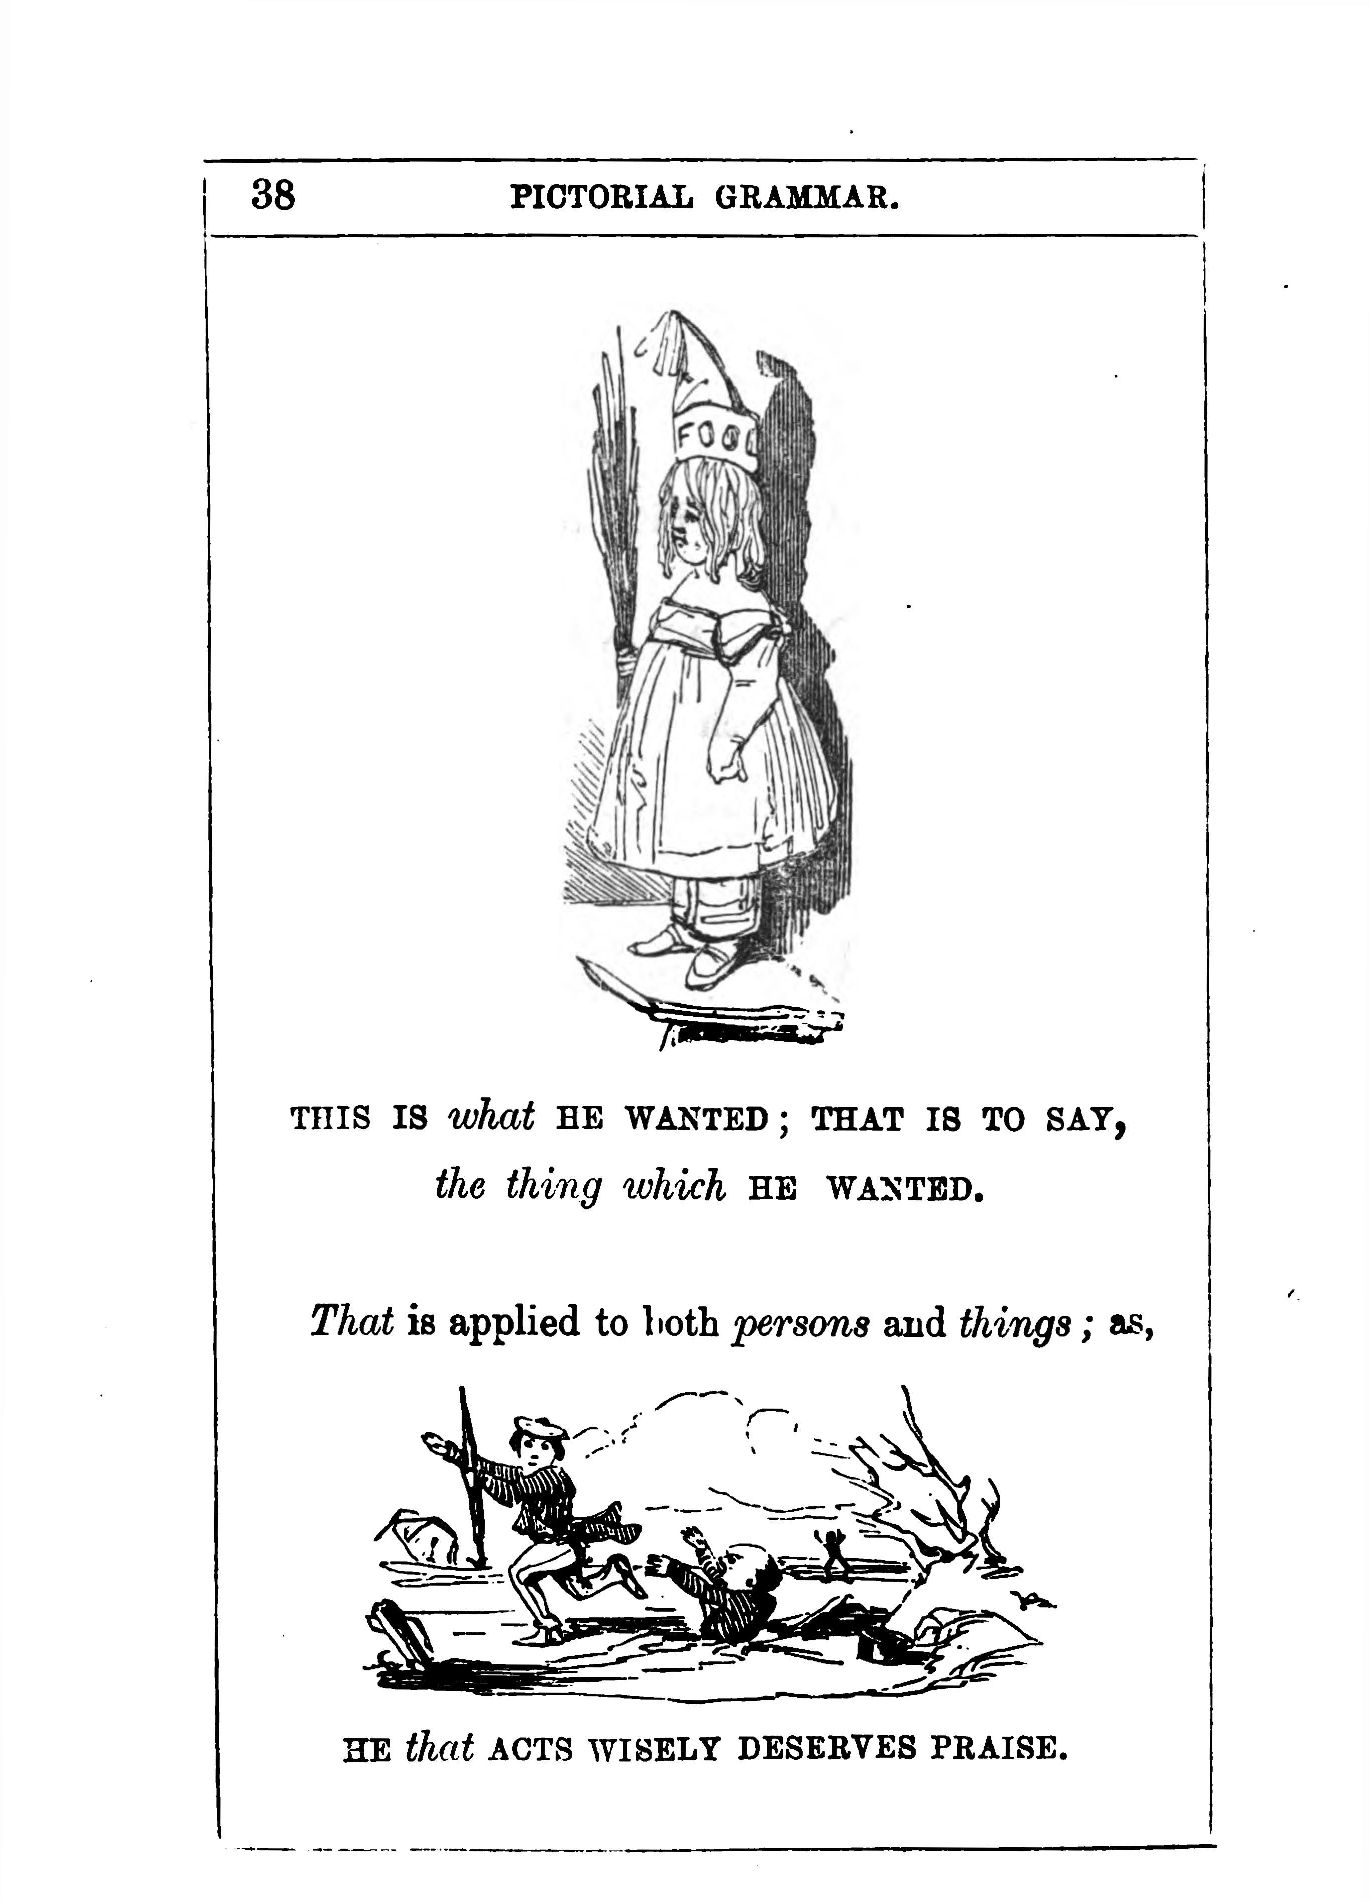 38 PICTORIAL GRAMMAR.
FOOL
THIS IS what HE WANTED; THAT IS TO SAY,
the thing which HE WANTED.
That is applied to both persons and things; as,
HE that ACTS WISELY DESERVES PRAISE.